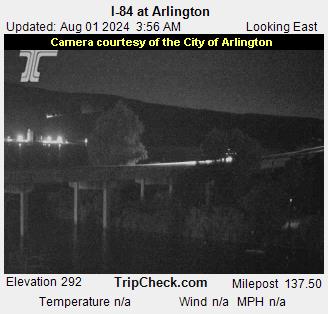 I-84 at Arlington
Updated: Aug 01 2024 3:56 AM Looking East
Camera courtesy of the City of Arlington
Elevation 292 TripCheck.com Milepost 137.50
Temperature n/a Wind n/a MPH n/a